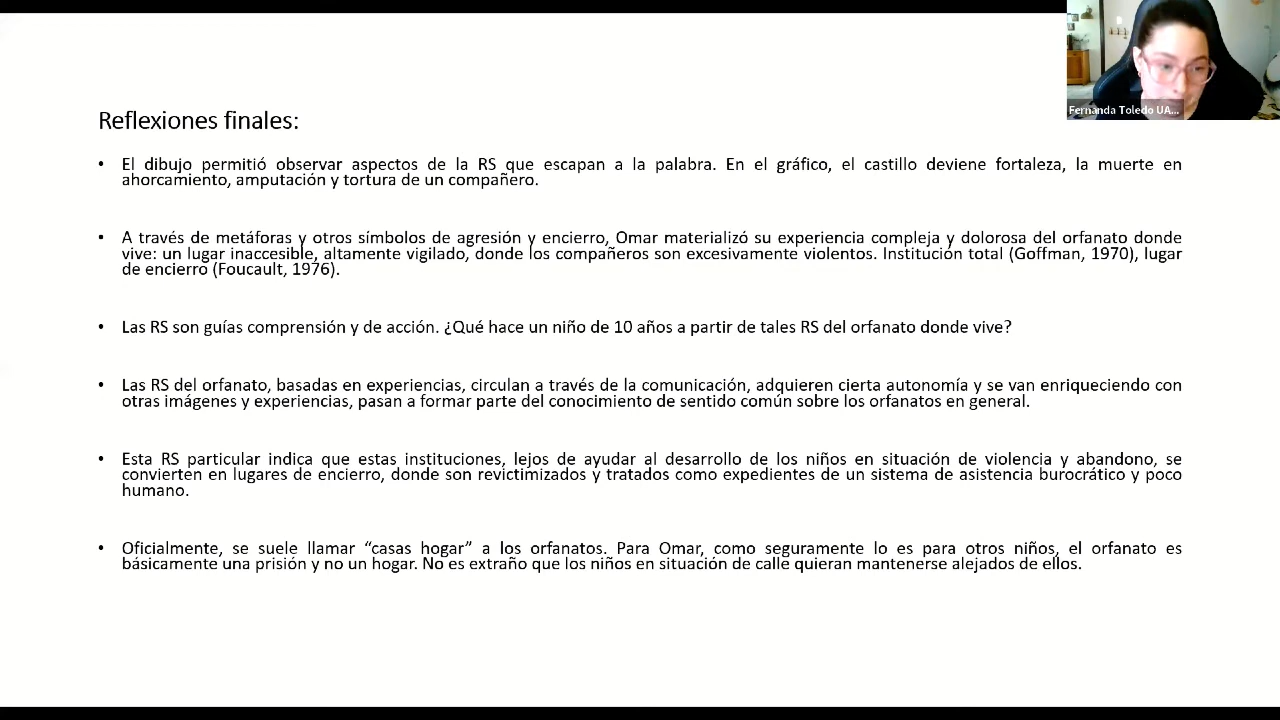 Fernanda Toledo UA...
Reflexiones finales:
• El dibujo permitió observar aspectos de la RS que escapan a la palabra. En el gráfico, el castillo deviene fortaleza, la muerte en
ahorcamiento, amputación y tortura de un compañero.
• A través de metáforas y otros símbolos de agresión y encierro, Omar materializó su experiencia compleja y dolorosa del orfanato donde
vive: un lugar inaccesible, altamente vigilado, donde los compañeros son excesivamente violentos. Institución total (Goffman, 1970), lugar
de encierro (Foucault, 1976).
• Las RS son guías comprensión y de acción. ¿Qué hace un niño de 10 años a partir de tales RS del orfanato donde vive?
• Las RS del orfanato, basadas en experiencias, circulan a través de la comunicación, adquieren cierta autonomía y se van enriqueciendo con
otras imágenes y experiencias, pasan a formar parte del conocimiento de sentido común sobre los orfanatos en general.
• Esta RS particular indica que estas instituciones, lejos de ayudar al desarrollo de los niños en situación de violencia y abandono, se
convierten en lugares de encierro, donde son revictimizados y tratados como expedientes de un sistema de asistencia burocrático y poco
humano.
• Oficialmente, se suele llamar “casas hogar” a los orfanatos. Para Omar, como seguramente lo es para otros niños, el orfanato es
básicamente una prisión y no un hogar. No es extraño que los niños en situación de calle quieran mantenerse alejados de ellos.